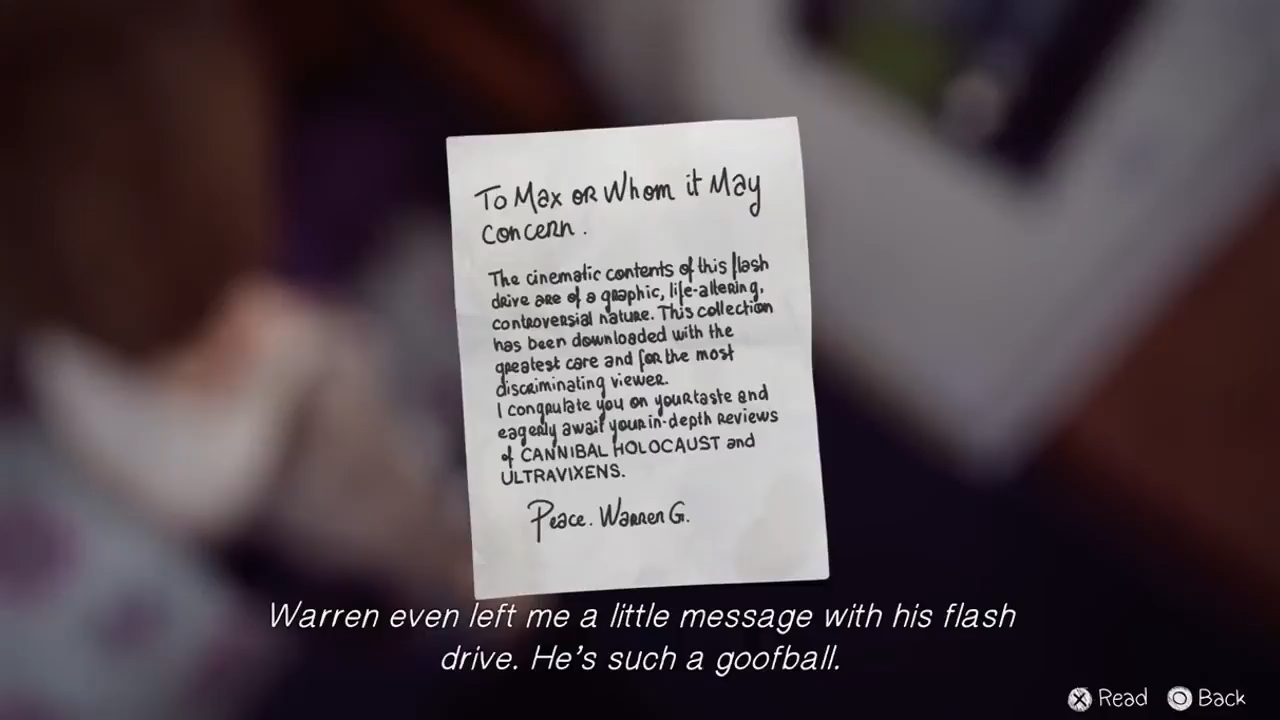 To Max or Whom it May
Concern.
The cinematic contents of this flash
drive are of a graphic, life-altering,
controversial nature. This collection
has been downloaded with the
greatest care and for the most
discriminating viewer.
I congrulate you on your taste and
eagerly await your in-depth reviews
of CANNIBAL HOLOCAUST and
ULTRAVIXENS.
Peace. Warren G.
Warren even left me a little message with his flash
drive. He's such a goofball.
Read Back